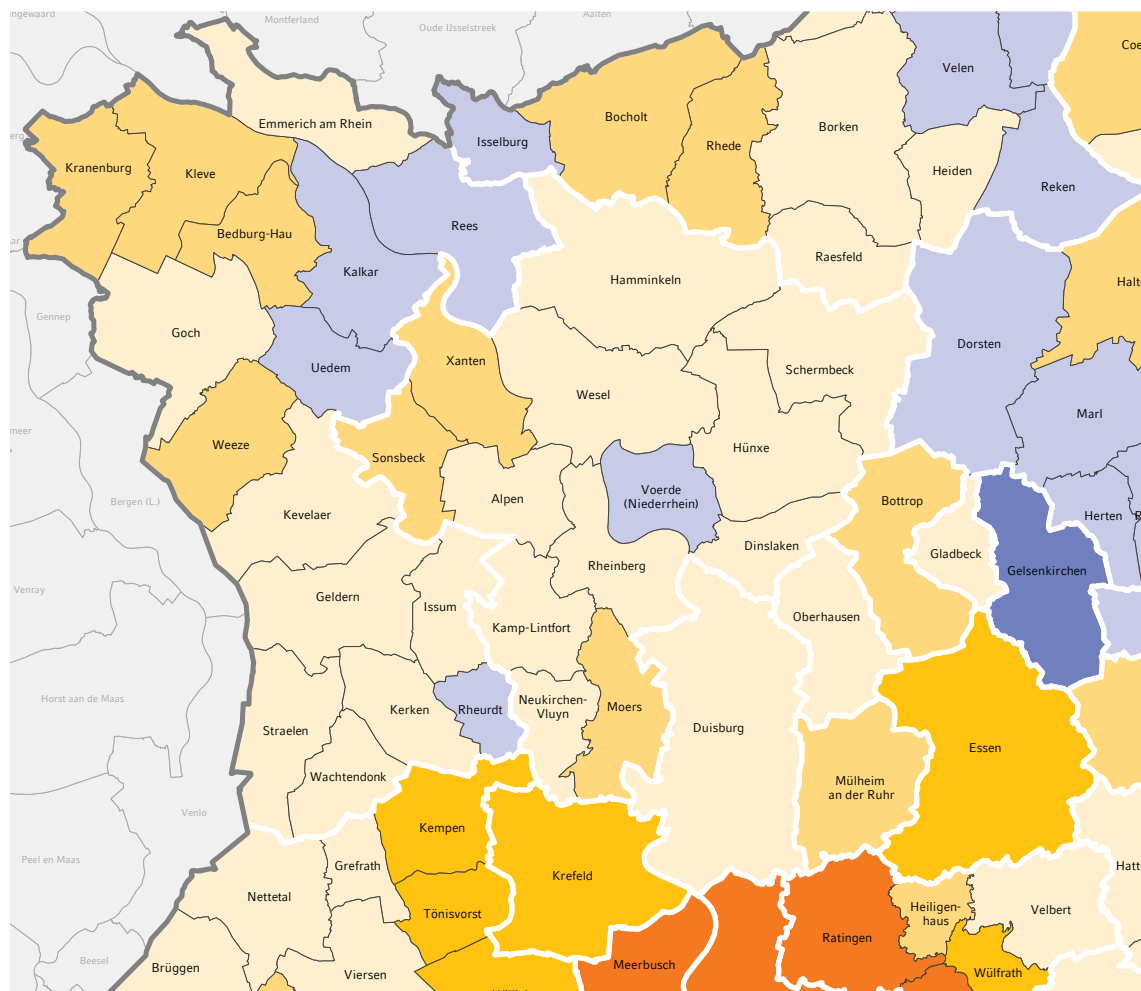 Montferland
Aalten
Oude IJsselstreek
Coe
Velen
Bocholt
Emmerich am Rhein
Borken
Isselburg
Rhede
Kranenburg
Kleve
Heiden
Reken
Rees
Bedburg-Hau
Raesfeld
Kalkar
Hamminkeln
Halte
Gennep
Goch
Dorsten
Xanten
Uedem
Schermbeck
Wesel
Marl
meer
Weeze
Hünxe
Sonsbeck
Voerde
(Niederrhein)
Alpen
Bottrop
Bergen (L.)
Kevelaer
Herten
Dinslaken
Gladbeck
Rheinberg
Gelsenkirchen
Venray
Geldern
Issum
Oberhausen
Kamp-Lintfort
Horst aan de Maas
Neukirchen-
Vluyn
Moers
Kerken
Rheurdt
Straelen
Duisburg
Essen
Wachtendonk
Mülheim
an der Ruhr
Venlo
Kempen
Peel en Maas
Grefrath
Hatt
Krefeld
Nettetal
Tönisvorst
Heiligen-
haus
Velbert
Ratingen
Beesel
Brüggen
Viersen
Meerbusch
Wülfrath